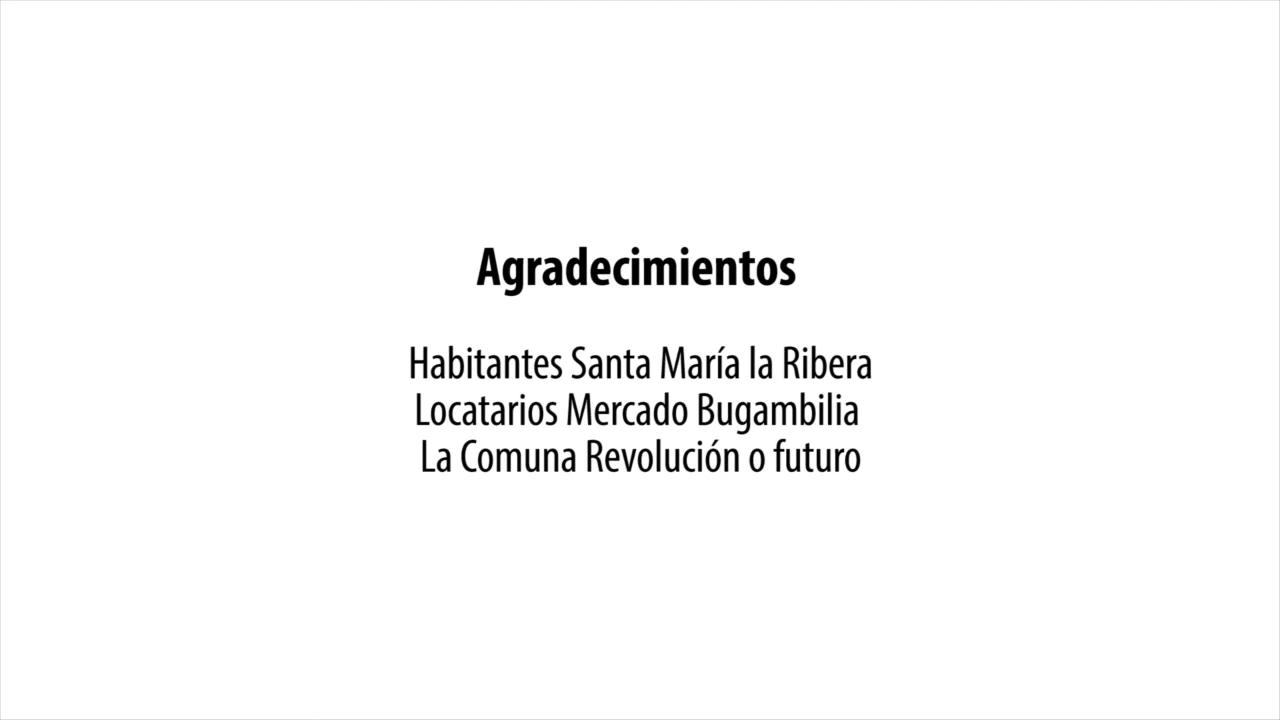 Agradecimientos
Habitantes Santa María la Ribera
Locatarios Mercado Bugambilia
La Comuna Revolución o futuro